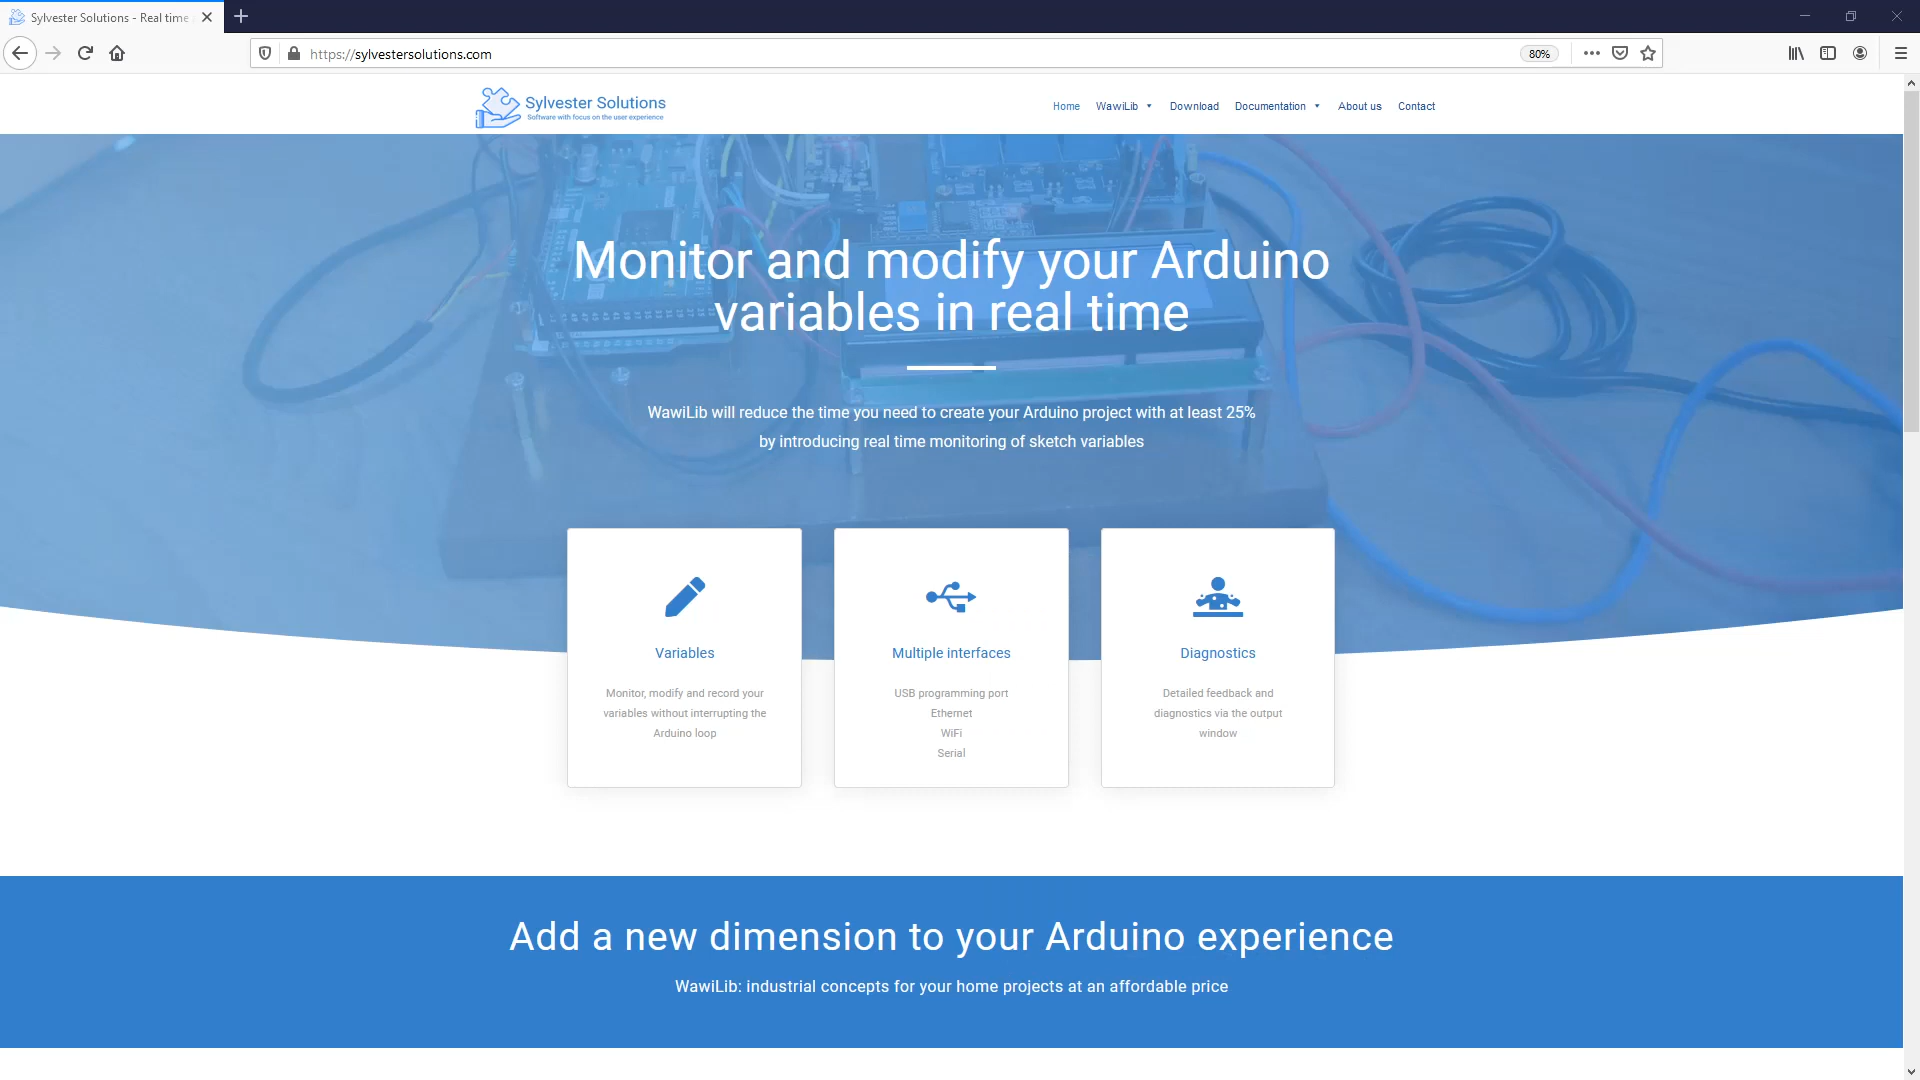 Sylvester Solutions - Real time
https://sylvestersolutions.com
80%
Sylvester Solutions
Software with focus on the user experience
Home WawiLib Download Documentation About us Contact
Monitor and modify your Arduino
variables in real time
WawiLib will reduce the time you need to create your Arduino project with at least 25%
by introducing real time monitoring of sketch variables
Variables
Monitor, modify and record your
variables without interrupting the
Arduino loop
Multiple interfaces
USB programming port
Ethernet
WiFi
Serial
Diagnostics
Detailed feedback and
diagnostics via the output
window
Add a new dimension to your Arduino experience
WawiLib: industrial concepts for your home projects at an affordable price